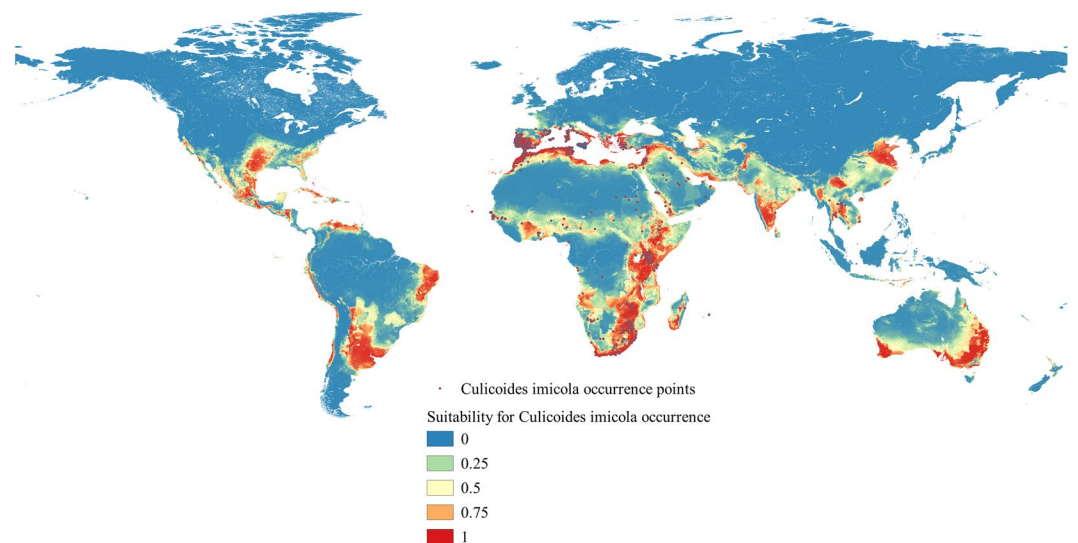 Culicoides imicola occurrence points
Suitability for Culicoides imicola occurrence
0
0.25
0.5
0.75
1